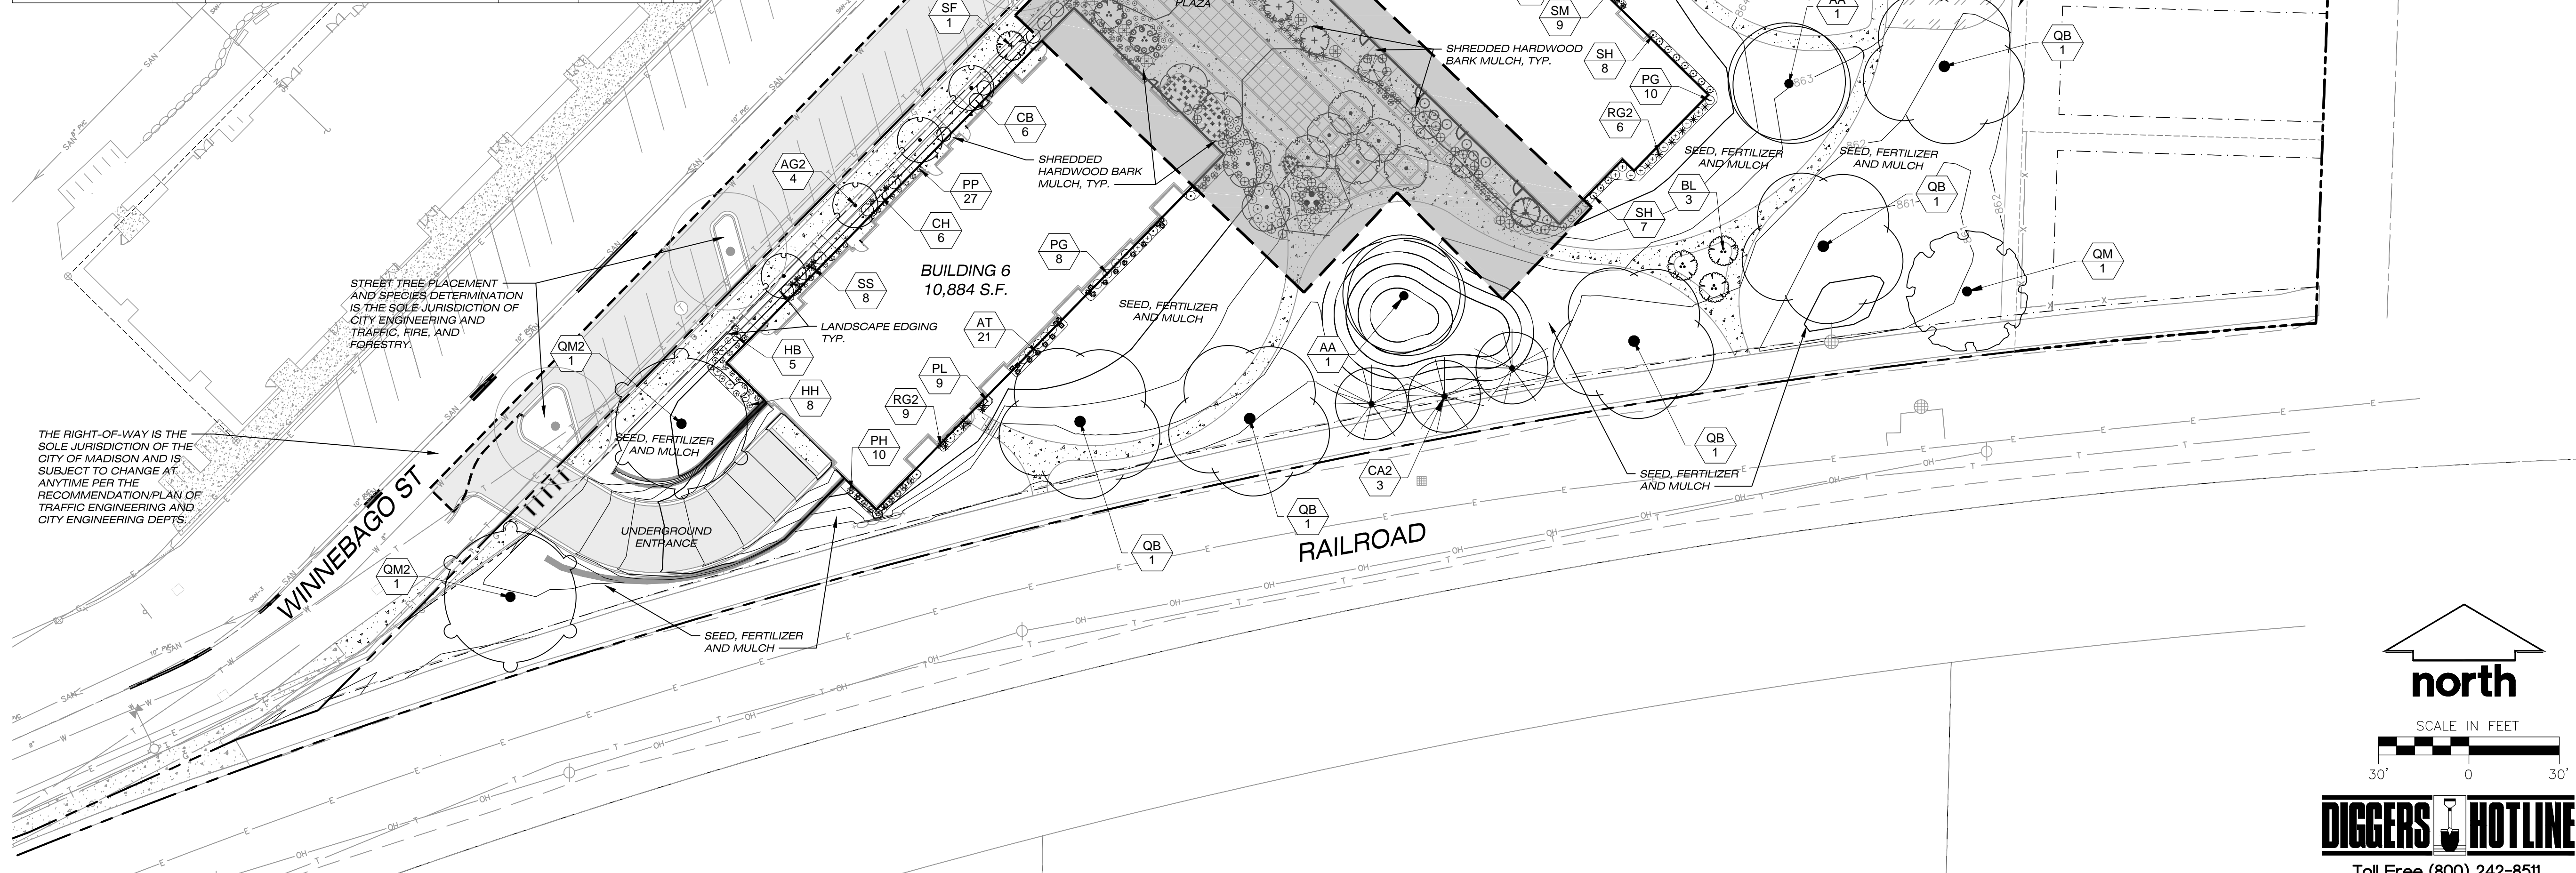 PLAZA
SF
1
SM
9
AA
1
QB
1
SHREDDED HARDWOOD
BARK MULCH, TYP.
SH
8
PG
10
RG2
6
864
863
862
SEED, FERTILIZER
AND MULCH
SEED, FERTILIZER
AND MULCH
CB
6
SHREDDED
HARDWOOD BARK
MULCH, TYP.
AG2
4
PP
27
CH
6
BL
3
QB
1
861
862
SH
7
PG
8
QM
1
BUILDING 6
10,884 S.F.
SS
8
SEED, FERTILIZER
AND MULCH
STREET TREE PLACEMENT
AND SPECIES DETERMINATION
IS THE SOLE JURISDICTION OF
CITY ENGINEERING AND
TRAFFIC, FIRE, AND
FORESTRY.
LANDSCAPE EDGING
TYP.
AT
21
QM2
1
HB
5
AA
1
PL
9
HH
8
RG2
9
THE RIGHT-OF-WAY IS THE
SOLE JURISDICTION OF THE
CITY OF MADISON AND IS
SUBJECT TO CHANGE AT
ANYTIME PER THE
RECOMMENDATION/PLAN OF
TRAFFIC ENGINEERING AND
CITY ENGINEERING DEPTS.
SEED, FERTILIZER
AND MULCH
PH
10
QB
1
CA2
3
SEED, FERTILIZER
AND MULCH
WINNEBAGO ST
UNDERGROUND
ENTRANCE
QB
1
QB
1
RAILROAD
QM2
1
SEED, FERTILIZER
AND MULCH
north
SCALE IN FEET
30' 0 30'
DIGGERS HOTLINE
Toll Free (800) 242-8511